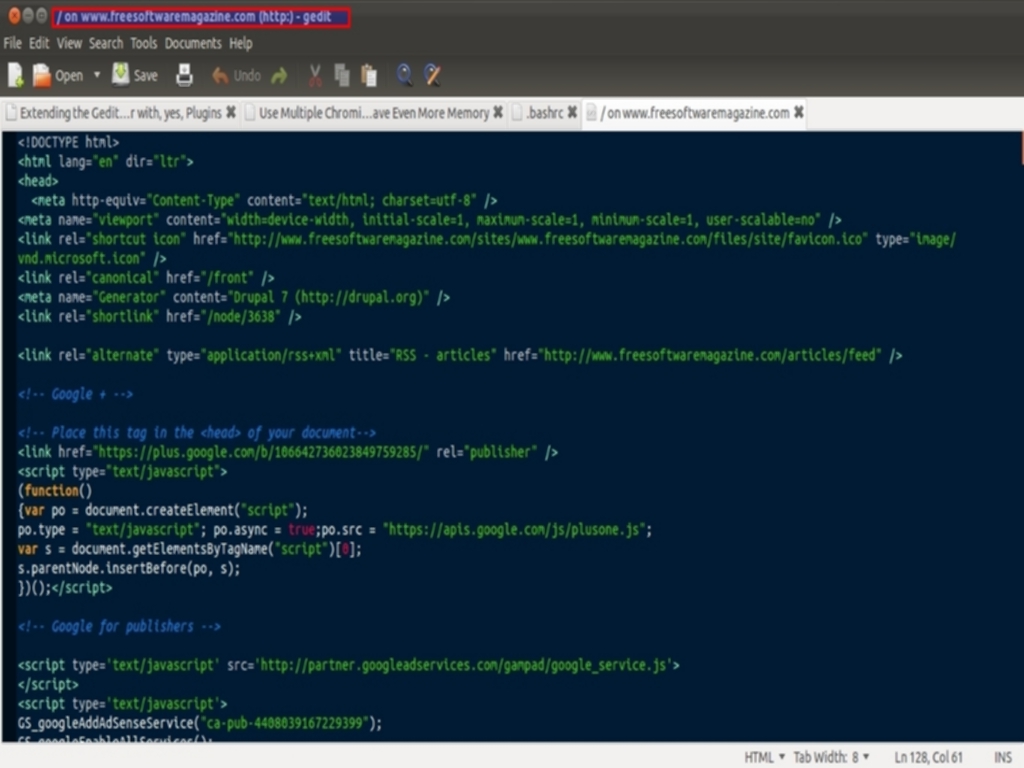 / on www.freesoftwaremagazine.com (http:) - gedit
File Edit View Search Tools Documents Help
Open Save Undo
Extending the Gedit...r with, yes, Plugins Use Multiple Chromi...ave Even More Memory .bashrc / on www.freesoftwaremagazine.com
<!DOCTYPE html>
<html lang="en" dir="ltr">
<head>
<meta http-equiv="Content-Type" content="text/html; charset=utf-8" />
<meta name="viewport" content="width=device-width, initial-scale=1, maximum-scale=1, minimum-scale=1, user-scalable=no" />
<link rel="shortcut icon" href="http://www.freesoftwaremagazine.com/sites/www.freesoftwaremagazine.com/files/site/favicon.ico" type="image/
vnd.microsoft.icon" />
<link rel="canonical" href="/front" />
<meta name="Generator" content="Drupal 7 (http://drupal.org)" />
<link rel="shortlink" href="/node/3638" />
<link rel="alternate" type="application/rss+xml" title="RSS - articles" href="http://www.freesoftwaremagazine.com/articles/feed" />
<!-- Google + -->
<!-- Place this tag in the <head> of your document-->
<link href="https://plus.google.com/b/106642736023849759285/" rel="publisher" />
<script type="text/javascript">
(function()
{var po = document.createElement("script");
po.type = "text/javascript"; po.async = true;po.src = "https://apis.google.com/js/plusone.js";
var s = document.getElementsByTagName("script")[0];
s.parentNode.insertBefore(po, s);
})();</script>
<!-- Google for publishers -->
<script type='text/javascript' src='http://partner.googleadservices.com/gampad/google_service.js'>
</script>
<script type='text/javascript'>
GS_googleAddAdSenseService("ca-pub-4408039167229399");
GS_googleEnableAllServices();
HTML Tab Width: 8 Ln 128, Col 61 INS